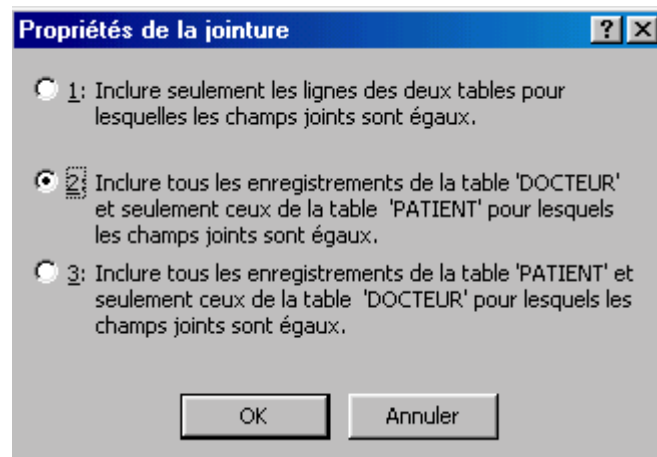 Propriétés de la jointure
1: Inclure seulement les lignes des deux tables pour
lesquelles les champs joints sont égaux.
2: Inclure tous les enregistrements de la table 'DOCTEUR'
et seulement ceux de la table 'PATIENT' pour lesquels
les champs joints sont égaux.
3: Inclure tous les enregistrements de la table 'PATIENT' et
seulement ceux de la table 'DOCTEUR' pour lesquels les
champs joints sont égaux.
OK Annuler